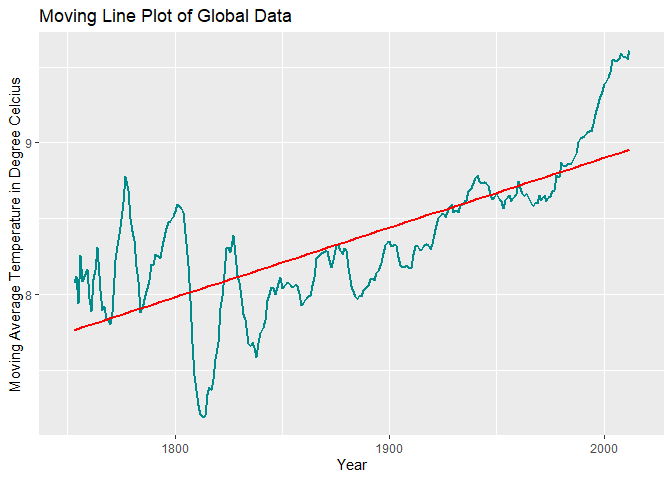 Moving Line Plot of Global Data
Moving Average Temperature in Degree Celcius
9
8
1800
1900
2000
Year